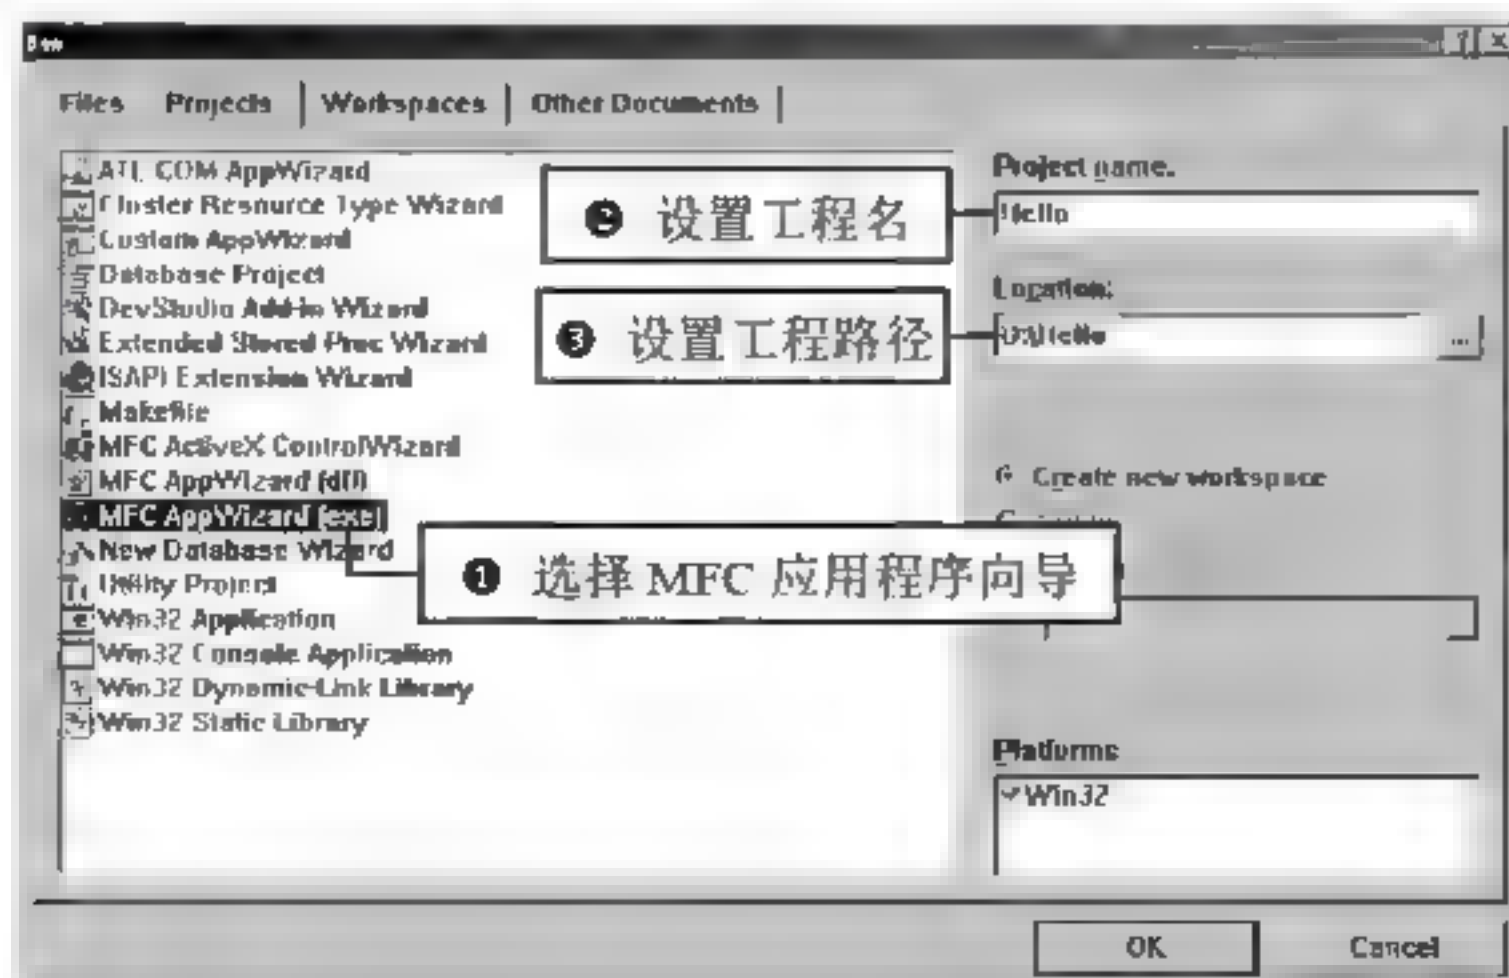 New
Files Projects Workspaces Other Documents
ATL COM AppWizard
Cluster Resource Type Wizard
Custom AppWizard
Database Project
DevStudio Add-in Wizard
Extended Stored Proc Wizard
ISAPI Extension Wizard
Makefile
MFC ActiveX ControlWizard
MFC AppWizard (dll)
MFC AppWizard (exe)
New Database Wizard
Utility Project
Win32 Application
Win32 Console Application
Win32 Dynamic-Link Library
Win32 Static Library
❷ 设置工程名
❸ 设置工程路径
❶ 选择 MFC 应用程序向导
Project name:
Hello
Location:
D:\Hello
...
Create new workspace
Platforms
Win32
OK Cancel